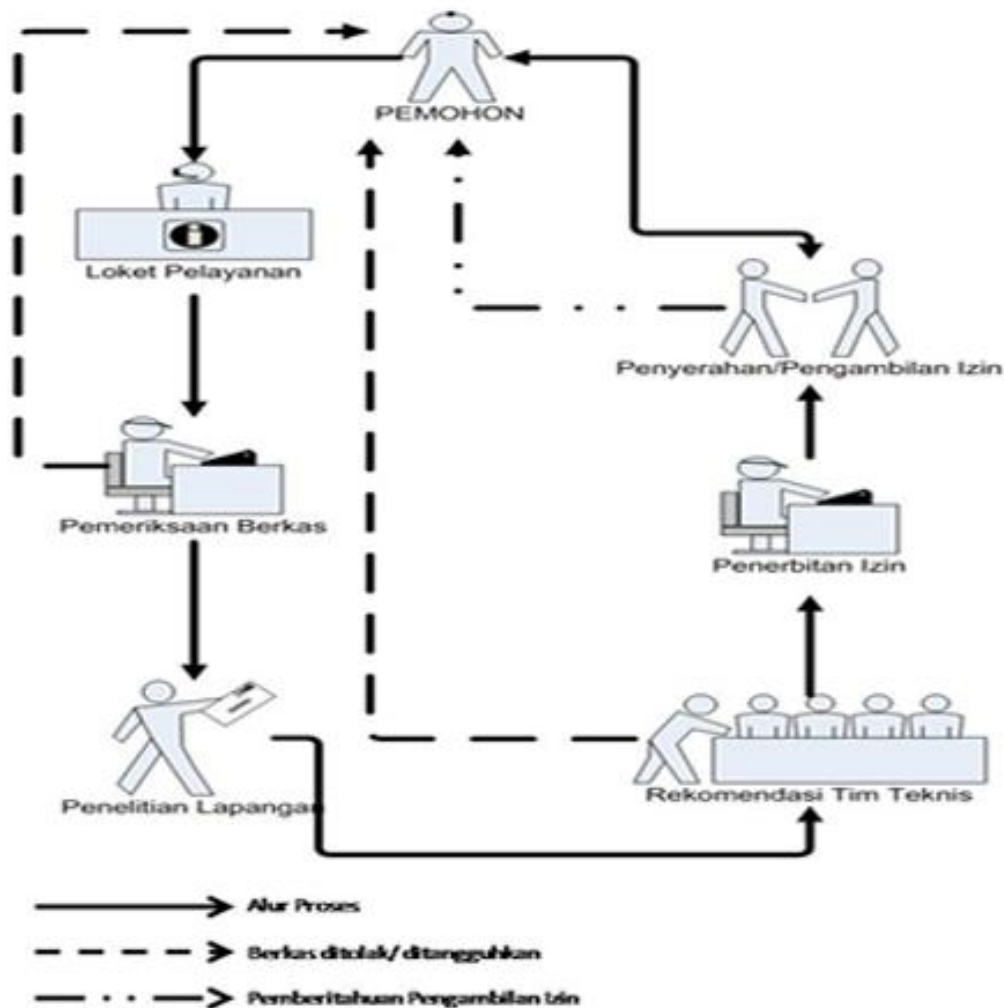 PEMOHON
Loket Pelayanan
Penyerahan/Pengambilan Izin
Pemeriksaan Berkas
Penerbitan Izin
Penelitian Lapangan
Rekomendasi Tim Teknis
Alur Proses
Berkas ditolak/ ditangguhkan
Pemberitahuan Pengambilan Izin